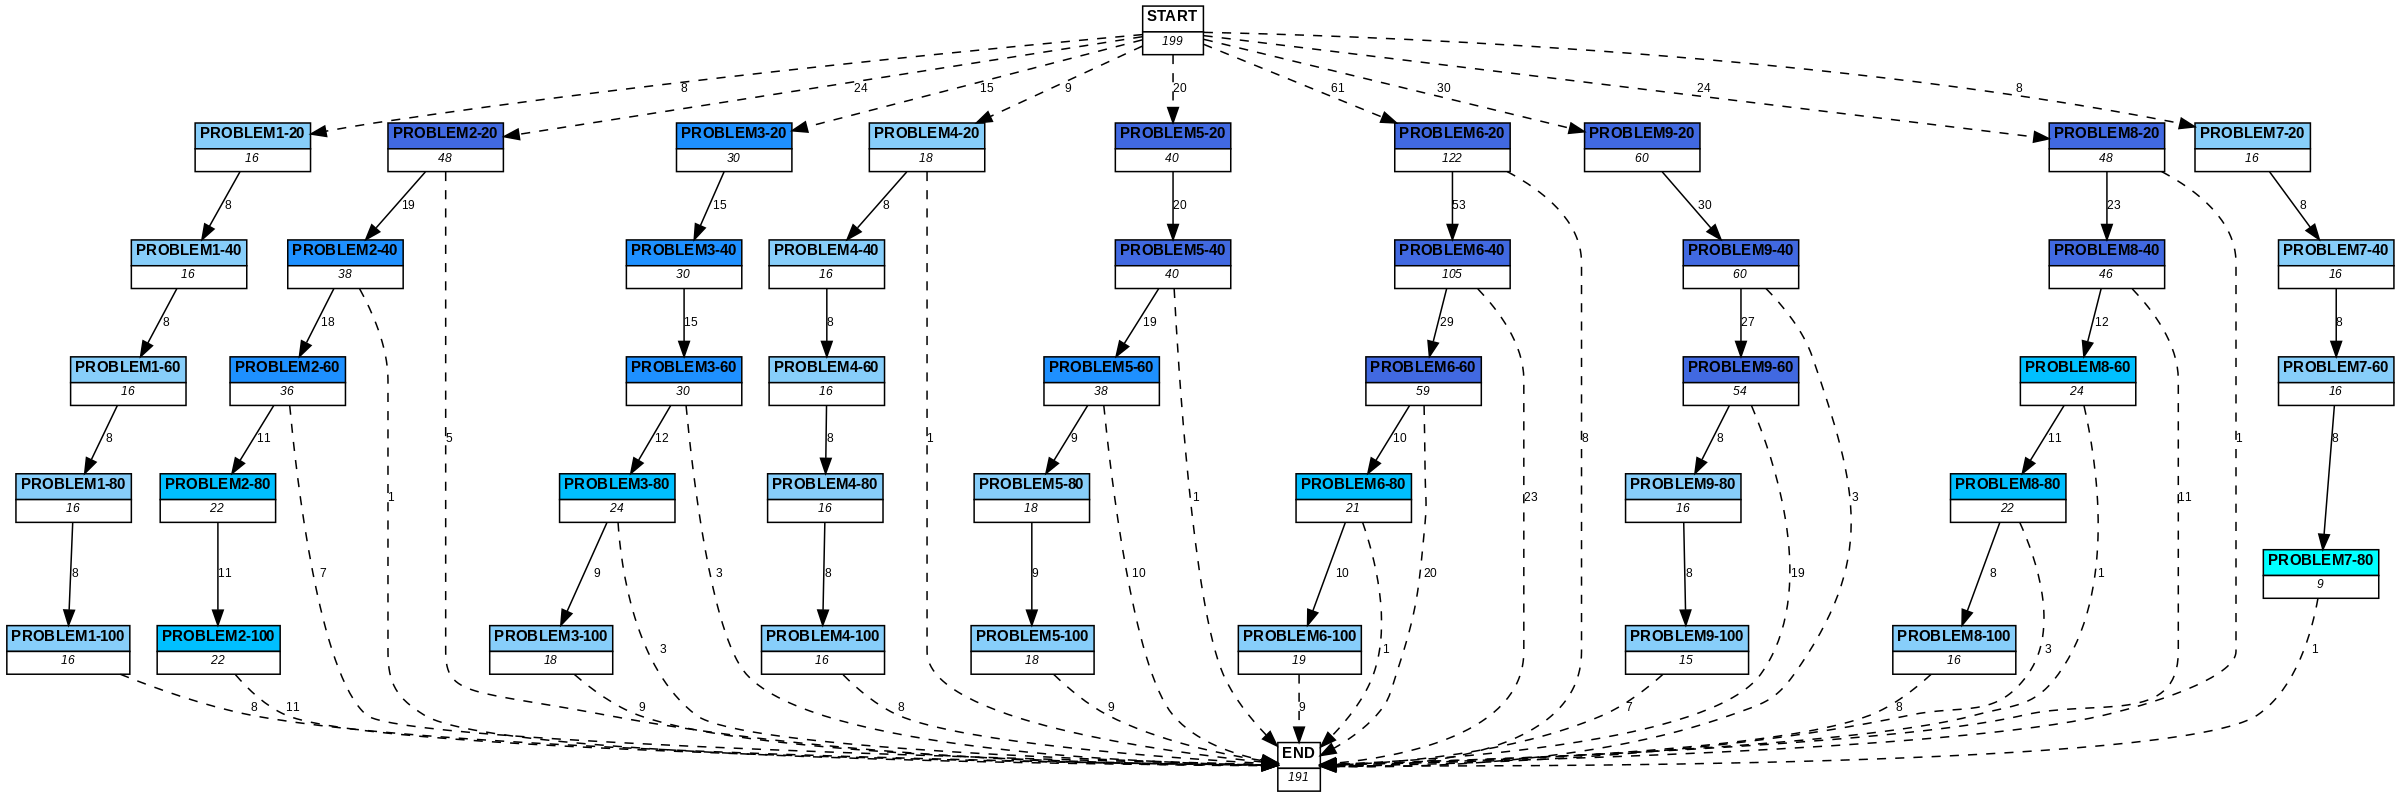 START
199
8
24
15
9
20
61
30
24
8
PROBLEM1-20
16
PROBLEM2-20
48
PROBLEM3-20
30
PROBLEM4-20
18
PROBLEM5-20
40
PROBLEM6-20
122
PROBLEM9-20
60
PROBLEM8-20
48
PROBLEM7-20
16
8
19
15
8
20
53
30
23
8
PROBLEM1-40
16
PROBLEM2-40
38
PROBLEM3-40
30
PROBLEM4-40
16
PROBLEM5-40
40
PROBLEM6-40
105
PROBLEM9-40
60
PROBLEM8-40
46
PROBLEM7-40
16
8
18
15
8
19
29
27
12
8
PROBLEM1-60
16
PROBLEM2-60
36
PROBLEM3-60
30
PROBLEM4-60
16
PROBLEM5-60
38
PROBLEM6-60
59
PROBLEM9-60
54
PROBLEM8-60
24
PROBLEM7-60
16
8
11
5
12
8
1
9
10
8
8
11
1
8
PROBLEM1-80
16
PROBLEM2-80
22
PROBLEM3-80
24
PROBLEM4-80
16
PROBLEM5-80
18
PROBLEM6-80
21
PROBLEM9-80
16
PROBLEM8-80
22
1
1
23
3
11
PROBLEM7-80
9
8
11
7
9
3
8
9
10
10
20
8
19
8
1
PROBLEM1-100
16
PROBLEM2-100
22
PROBLEM3-100
18
PROBLEM4-100
16
PROBLEM5-100
18
PROBLEM6-100
19
PROBLEM9-100
15
PROBLEM8-100
16
3
1
3
1
8
11
9
8
9
9
7
8
END
191